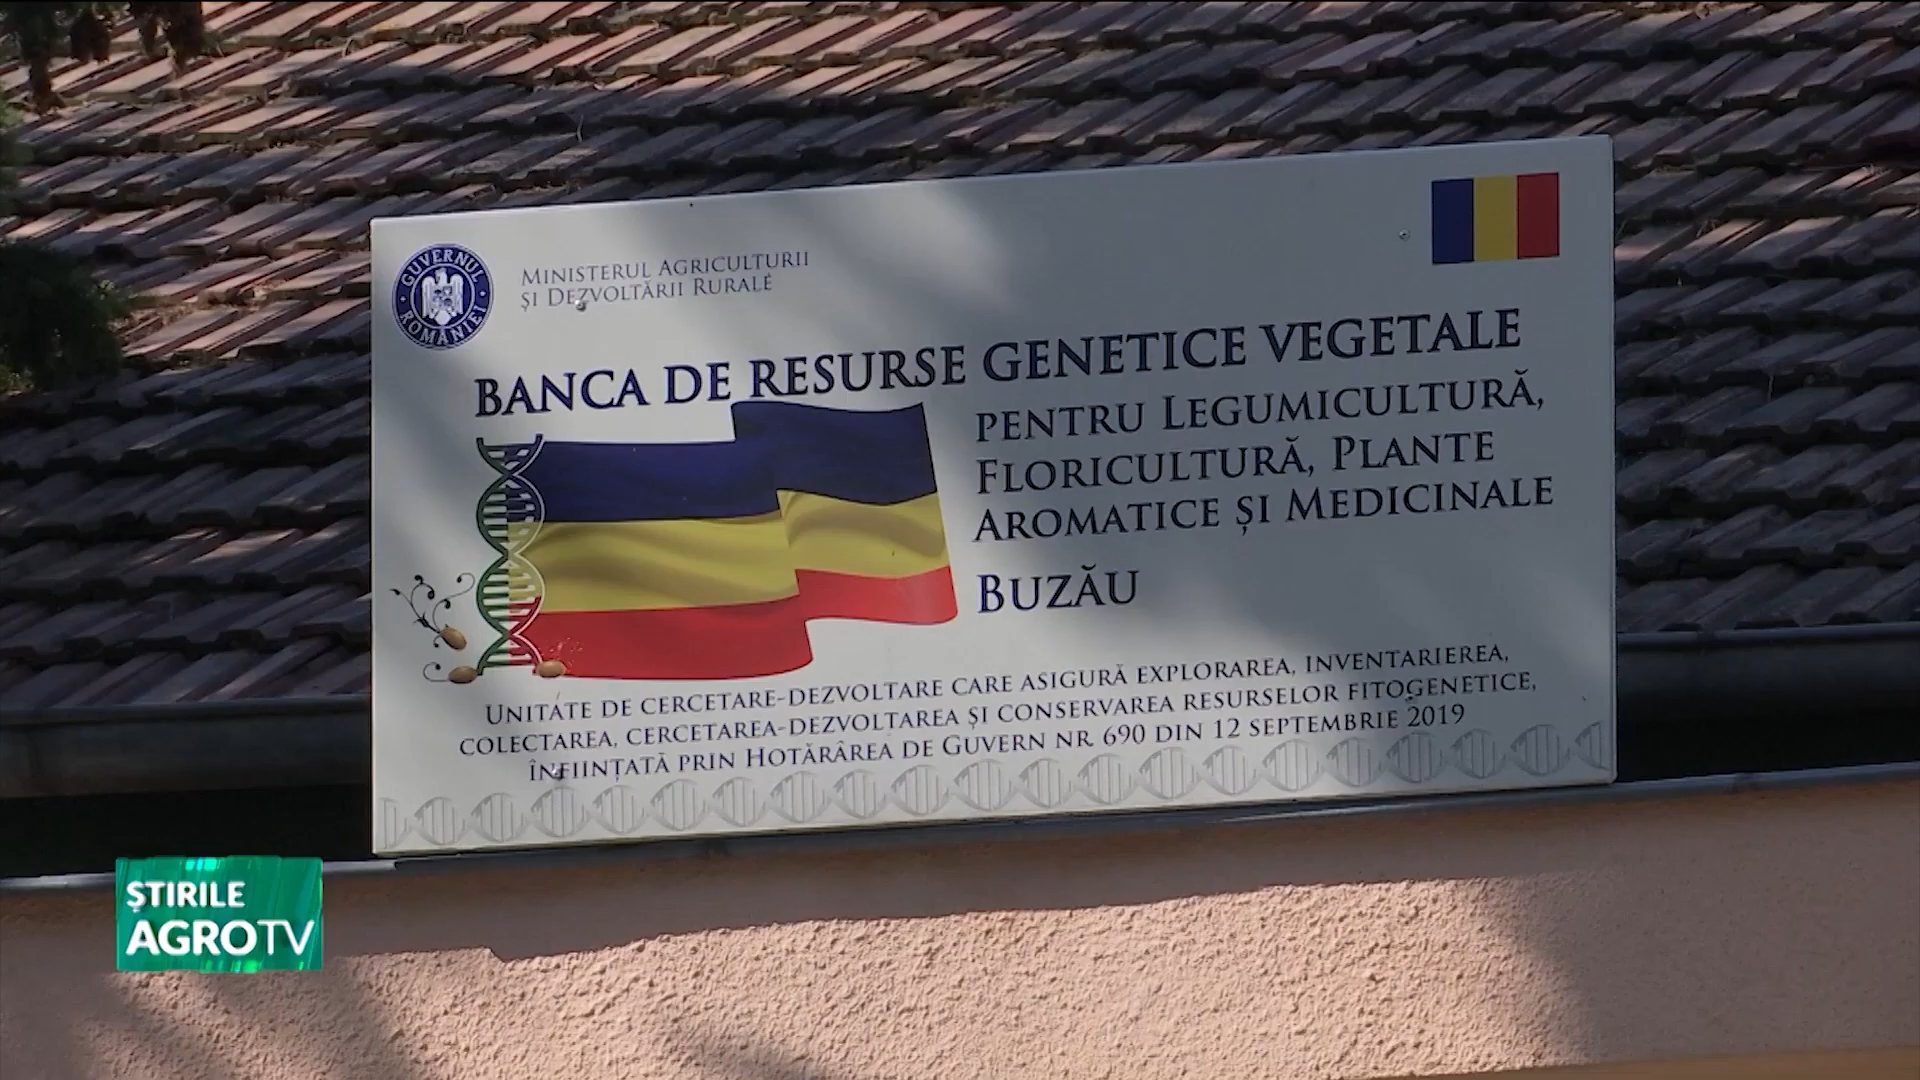 GUVERNUL ROMÂNIEI
MINISTERUL AGRICULTURII
ȘI DEZVOLTĂRII RURALE
BANCA DE RESURSE GENETICE VEGETALE
PENTRU LEGUMICULTURĂ,
FLORICULTURĂ, PLANTE
AROMATICE ȘI MEDICINALE
BUZĂU
UNITATE DE CERCETARE-DEZVOLTARE CARE ASIGURĂ EXPLORAREA, INVENTARIEREA,
COLECTAREA, CERCETAREA-DEZVOLTAREA ȘI CONSERVAREA RESURSELOR FITOGENETICE,
ÎNFIINȚATĂ PRIN HOTĂRÂREA DE GUVERN NR. 690 DIN 12 SEPTEMBRIE 2019
ȘTIRILE
AGROTV